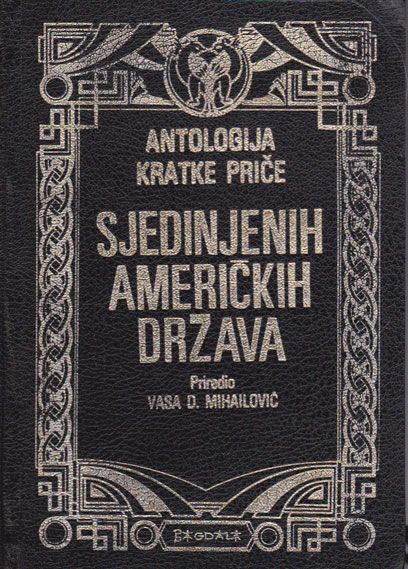 ANTOLOGIJA
KRATKE PRIČE
SJEDINJENIH
AMERIČKIH
DRŽAVA
Priredio
VASA D. MIHAILOVIĆ
BAGDALA